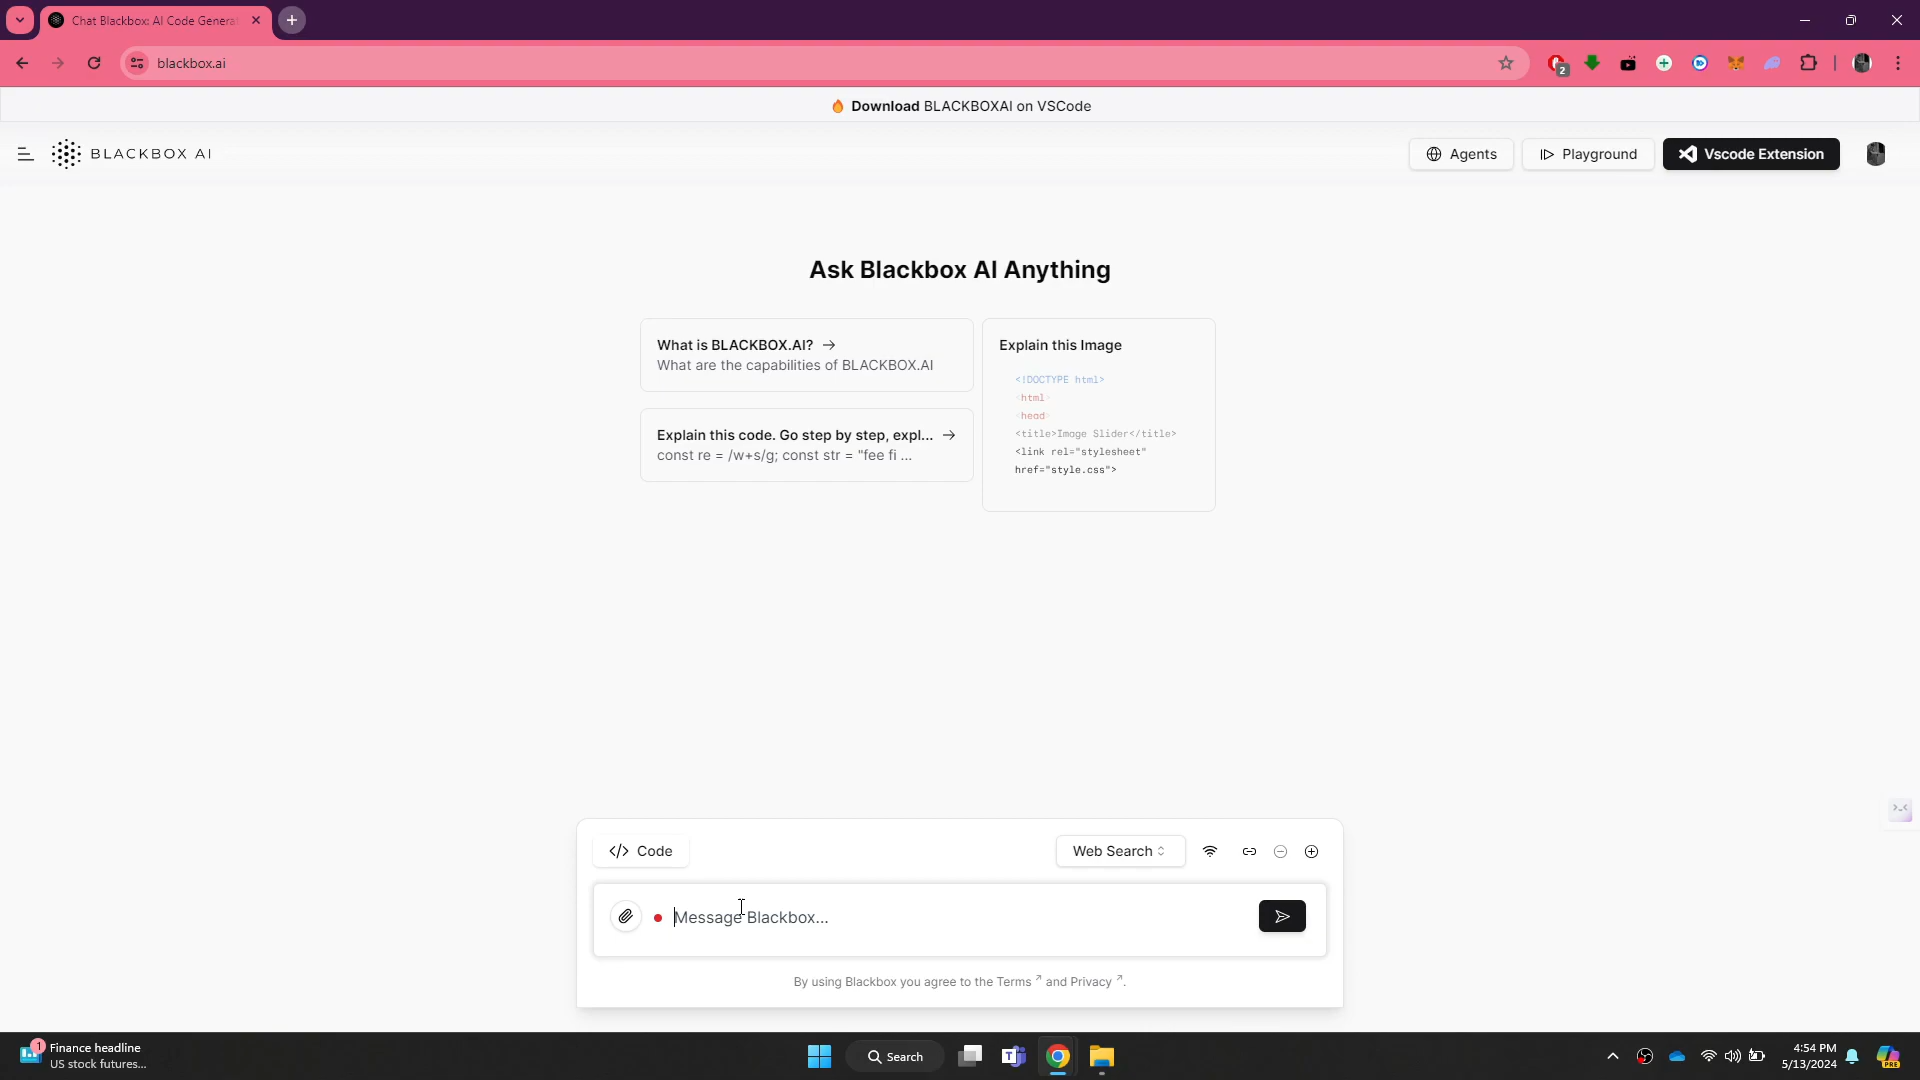 Chat Blackbox: AI Code Genera
blackbox.ai
2
Download BLACKBOXAI on VSCode
BLACKBOX AI
Agents
Playground
Vscode Extension
Ask Blackbox AI Anything
What is BLACKBOX.AI?
What are the capabilities of BLACKBOX.AI
Explain this code. Go step by step, expl...
const re = /w+s/g; const str = "fee fi ...
Explain this Image
<!DOCTYPE html>
<html>
<head>
<title>Image Slider</title>
<link rel="stylesheet"
href="style.css">
Code
Web Search
Message Blackbox...
By using Blackbox you agree to the Terms ↗ and Privacy ↗.
1
Finance headline
US stock futures...
Search
4:54 PM
5/13/2024
PRE